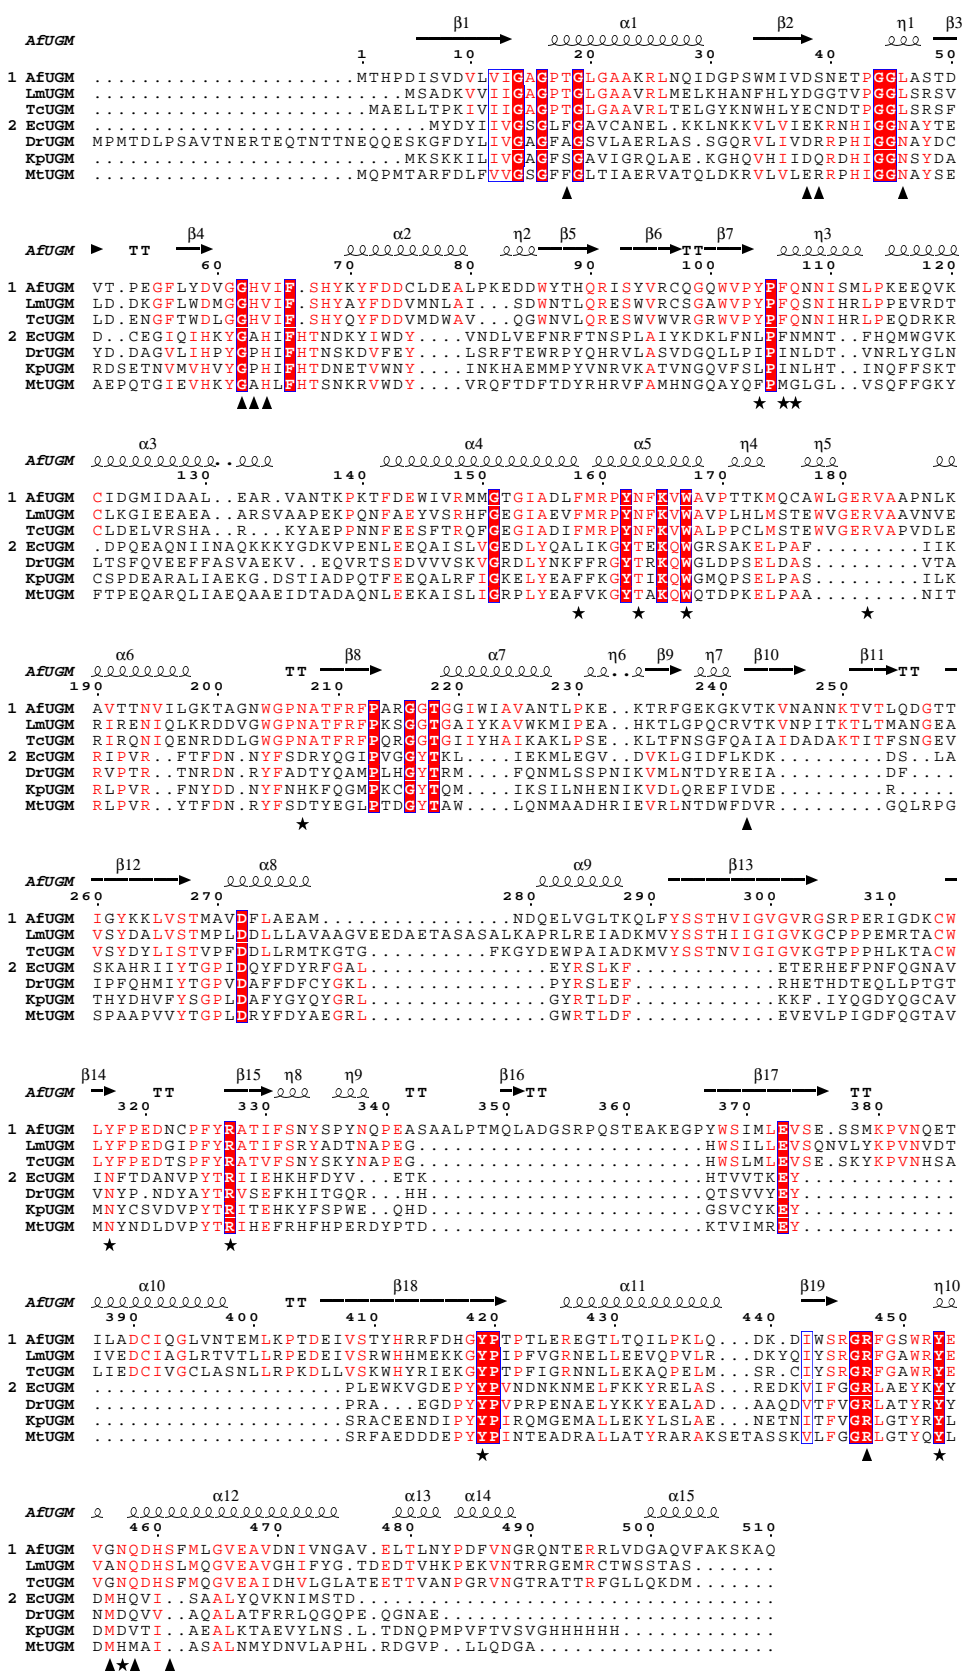 β1 α1 β2 η1 β3
AfUGM
1 10 20 30 40 50
1 AfUGM ......................MTHPDISVDVLVIGAGPTGLGAAKRLNQIDGPSWMIVDSNETPGGLASTD
LmUGM ..........................MSADKVVIIGAGPTGLGAAVRLMELKHANFHLYDGGTVPGGLSRSV
TcUGM .......................MAELLTPKIVIIGAGPTGLGAAVRLTELGYKNWHLYECNDTPGGLSRSF
2 EcUGM ............................MYDYIIVGSGLFGAVCANEL.KKLNKKVLVIEKRNHIGGNAYTE
DrUGM MPMTDLPSAVTNERTEQTNTTNEQQESKGFDYLIVGAGFAGSVLAERLAS.SGQRVLIVDRRPHIGGNAYDC
KpUGM ..........................MKSKKILIVGAGFSGAVIGRQLAE.KGHQVHIIDQRDHIGGNSYDA
MtUGM .......................MQPMTARFDLFVVGSGFFGLTIAERVATQLDKRVLVLERRPHIGGNAYSE
▲ ▲▲ ▲
β4 α2 η2 β5 β6 β7 η3
AfUGM TT TT
60 70 80 90 100 110 120
1 AfUGM VT.PEGFLYDVGGHVIF.SHYKYFDDCLDEALPKEDDWYTHQRISYVRCQGQWVPYPFQNNISMLPKEEQVK
LmUGM LD.DKGFLWDMGGHVIF.SHYQYFDDVMNLAI...SDWNTLQRESWVRYRGRWVPYPFQSNIHRLPPEVRDT
TcUGM LD.ENGFTWDLGGHVIF.SHYQYFDDVMDWAV...QGWNVLQRESWVWVRGRWVPYPFQNNIHRLPEQDRKR
2 EcUGM D.CEGIQIHKYGAHIFHTNDKYIWDY....VNDLVEFNRFTNSPLAIYRDKLFNLPFNMNT..FHQMWGVK
DrUGM YD.DAGVLIHPYGPHIFHTNSKDVFEY....LSRFTEWRPYQHRVLASVDGQLLPIPINLDT..VNRLYGLN
KpUGM RDSETNVMVHVYGPHIFHTDNETVWNY....INKHAEMMPYVNRVKATVNGQVFSLPINLHT..INQFFSKT
MtUGM AEPQTGIEVHKYGAHLFHTSNKRVWDY....VRQFTDFTDYRHRVFAMHNGQAYQFPMGLGL..VSQFFGKY
▲▲▲ ★ ★★
α3 α4 α5 η4 η5
AfUGM
130 140 150 160 170 180
1 AfUGM CIDGMIDAAL..EAR.VANTKPKTFDEWIVRMMGTGIADLFMRPYNFKVWAVPTTKMQCAWLGERVAAPNLK
LmUGM CLKGIEEAEA..ARSVAAPEKPQNFAEYVSRHFGEGIAEVFMRPYNFKVWAVPLHLMSTEWVGERVAAVNVE
TcUGM CLDELVRSHA..R..KYAEPPNNFEESFTRQFGEGIADIFMRPYNFKVWALPPCLMSTEWVGERVAPVDLE
2 EcUGM .DPQEAQNIINAQKKKYGDKVPENLEEQAISLVGEDLYQALIKGYTEKQWGRSAKELPAF........IIK
DrUGM LTSFQVEEFFASVAEKV..EQVRTSEDVVVSKVGRDLYNKFFRGYTRKQWGLDPSELDAS........VTA
KpUGM CSPDEARALIAEKG.DSTIADPQTFEEQALRFIGKELYEAFFKGYTIKQWGMQPSELPAS........ILK
MtUGM FTPEQARQLIAEQAAEIDTADAQNLEEKAISLIGRPLYEAFVKGYTAKQWQTDPKELPAA........NIT
★ ★ ★ ★
α6 β8 α7 η6 β9 η7 β10 β11
AfUGM TT TT
190 200 210 220 230 240 250
1 AfUGM AVTTNVILGKTAGNWGPNATFRFPARGGTGGIWIAVANTLPKE..KTRFGEKGKVTKVNANNKTVTLQDGTT
LmUGM RIRENIQLKRDDVGWGPNATFRFPKSGGTGQIYKAVWKMIPEA..HKTLGPQCRVTKVNPITKTLTMANGEA
TcUGM RIRQNIQENRDDLGWGPNATFRFPQRGGTGIIYHAIKAKLPSE..KLTFNSGFQAIAIDADAKTITFSNGEV
2 EcUGM RIPVR..FTFDN.NYFSDRYQGIPVGGYTKL...IEKMLEGV..DVKLGIDFLKDK......DS..LA
DrUGM RVPTR..TNRDN.RYFADTYQAMPLHGYTRM...FQNMLSSPNIKVMLNTDYREIA......DF...
KpUGM RLPVR..FNYDD.NYFNHKFQGMPKCGYTQM...IKSILNHENIKVDLQREFIVDE......R....
MtUGM RLPVR..YTFDN.RYFSDTYEGLPTDGYTAW...LQNMAADHRIEVRLNTDWFDVR......GQLRPG
★ ▲
β12 α8 α9 β13
AfUGM
260 270 280 290 300 310
1 AfUGM IGYKKLVSTMAVDFLAEAM.................NDQELVGLTKQLFYSSTHVIGVGVRGSRPERIGDKCW
LmUGM VSYDALVSTMPLDDLLAVAAGVEEDAETASASALKAPRLREIADKMVYSSTHIIGIGVKGCPPPEMRTACW
TcUGM VSYDYLVSTVPFDDLLRMTKGTG............FKGYDEWPAIADKMVYSSTNVIGIGVKGTPPPHLKTACW
2 EcUGM SKAHRIIYTGPIDQYFDYRFGAL...............EYRSLKF..........ETERHEFPNFQGNAV
DrUGM IPFQHMIYTGPVDAFFDFCYGKL...............PYRSLEF..........RHETHDTEQLLPTGT
KpUGM THYDHVFYSGPLDAFYGYQYGRL...............GYRTLDF..........KKF.IYQGDYQGCAV
MtUGM SPAAPVVYTGPLDRYFDYAEGRL...............GWRTLDF..........EVEVLPIGDFQGTAV
β14 β15 η8 η9 β16 β17
AfUGM TT TT TT TT
320 330 340 350 360 370 380
1 AfUGM LYFPEDNCPFYRATIFSNYSPYNQPEASAALPTMQLADGSRPQSTEAKEGPYWSIMLEVSE.SSMKPVNQET
LmUGM LYFPEDGIPFYRATVFSNYRYADTNAPEG.................HWSILLEVSQNVLYKPVNVDT
TcUGM LYFPEDTSPFYRATVFSNYSKYNAPEG.................HWSLMLEVSE.SKYKPVNHSA
2 EcUGM INFTDANVPYTRIIEHKHFDYV..ETK.................HTVVTKEY..............
DrUGM VNYP.NDYAYTRVSEFKHITGQR..HH.................QTSVVYEY..............
KpUGM MNYCSVDVPYTRITEHKYFSPWE.QHD.................GSVCYKEY..............
MtUGM MNYNDLDVPYTRIHEFRHFHPERDYPTD.................KTVIMREY..............
★ ★
α10 β18 α11 β19 η10
AfUGM TT
390 400 410 420 430 440 450
1 AfUGM ILADCIQGLVNTEMLKPTDEIVSTYHRRFDHGYPTPTLEREGTLTQILPKLQ...DK.DIWSRGRFGSWRYE
LmUGM IVEDCIAGLRTVTLLRPEDEIVSRWHHMEKKGYPIPFVGRNELLEEVQPVLR...DKYQIYSRGRFGAWRYE
TcUGM LIEDCIVGCLASNLLRPKDLLVSKWHYRIEKGYPTPFIGRNNLLEKAQPELM...SR.CIYSRGRFGAWRYE
2 EcUGM .....................PLEWKVGDEPYYPVNDNKNMELFKKYRELAS...REDKVIFGGRLAEYKYY
DrUGM .....................PRA...EGDPYYPVPRPENAELYKKYEALAD...AAQDVTFVGRLATYRYY
KpUGM ....................SRACEENDIPYYPIRQMGEMALLEKYLSLAE...NETNITFVGRLGTYRYL
MtUGM ....................SRFAEDDDEPYYPINTEADRALLATYRARAKSETASSKVLFGGRLGTYQYL
★ ▲ ★
α12 α13 α14 α15
AfUGM
460 470 480 490 500 510
1 AfUGM VGNQDHSFMLGVEAVDNIVNGAV.ELTLNYPDFVNGRQNTERRLVDGAQVFAKSKAQ
LmUGM VANQDHSLMQGVEAVGHIFYG.TDEDTVHKPEKVNTRRGEMRCTWSSTAS.......
TcUGM VGNQDHSFMQGVEAIDHVLGLATEETTVANPGRVNGTRATTRFGLLQKDM.......
2 EcUGM DMHQVI..SAALYQVKNIMSTD...................................
DrUGM NMDQVV..AQALATFRRLQGQPE.QGNAE............................
KpUGM DMDVTI..AEALKTAEVYLNS.LTDNQPMPVFTVSVGHHHHHH.............
MtUGM DMHMAI..ASALNMYDNVLAPHL.RDGVP...LLQDGA...................
▲★▲ ▲